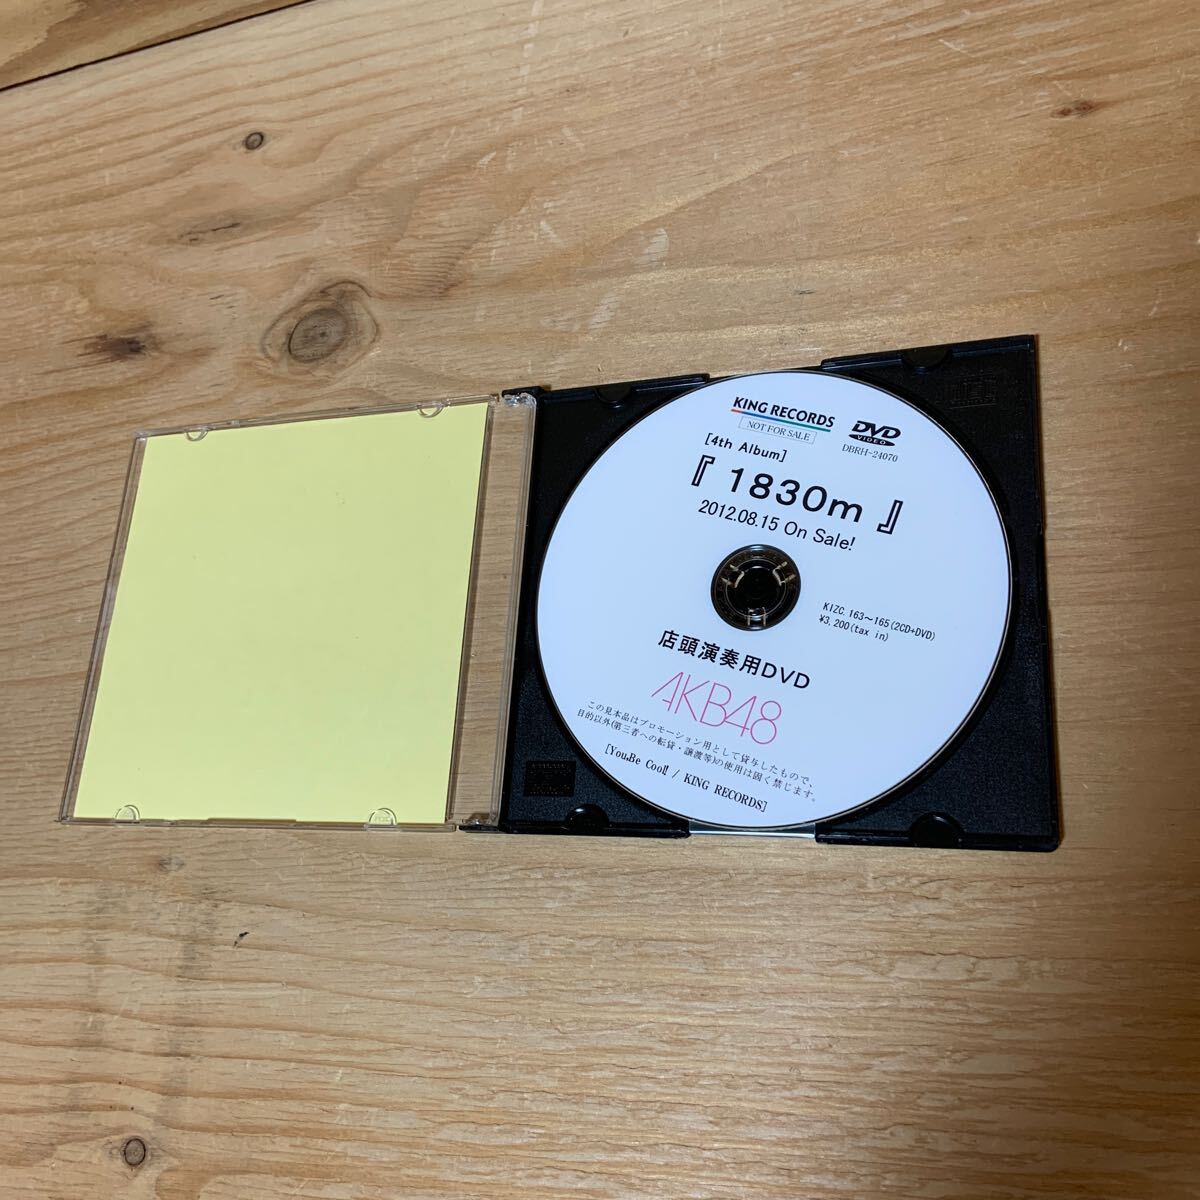 KING RECORDS
NOT FOR SALE
DVD
VIDEO
DBRH-24070
[4th Album]
『 1830m 』
2012.08.15 On Sale!
KIZC.163～165(2CD+DVD)
¥3,200(tax in)
店頭演奏用DVD
AKB48
この見本品はプロモーション用として貸与したもので、
目的以外(第三者への転貸・譲渡等)の使用は固く禁じます。
[You,Be Cool! / KING RECORDS]